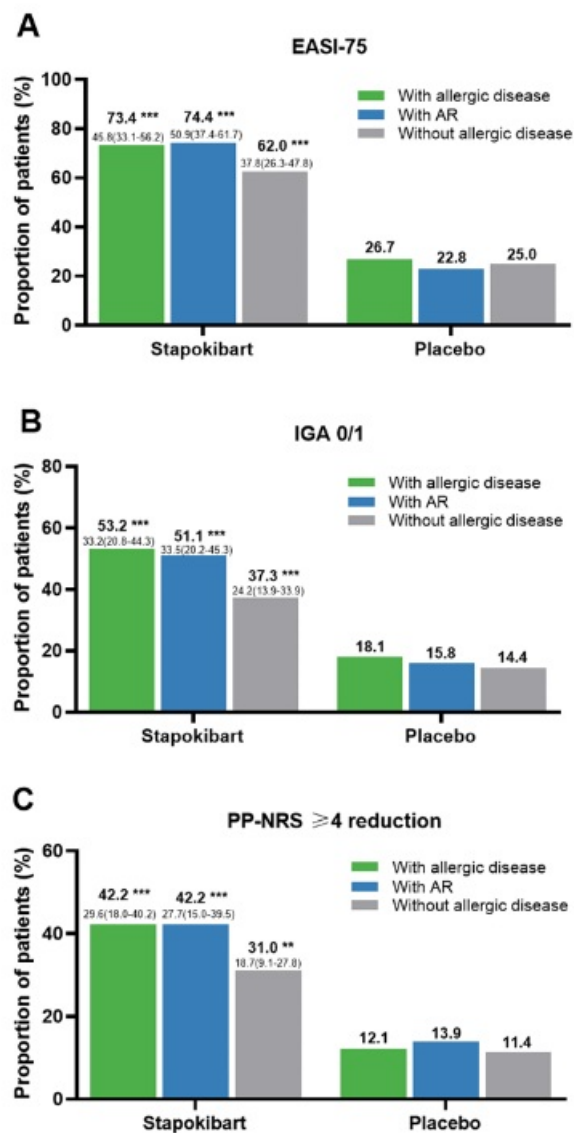 A
EASI-75
Proportion of patients (%)
100
80
60
40
20
0
With allergic disease
With AR
Without allergic disease
73.4 *** 74.4 *** 62.0 ***
45.8(33.1-56.2) 50.9(37.4-61.7) 37.8(26.3-47.8)
26.7 22.8 25.0
Stapokibart Placebo
B
IGA 0/1
Proportion of patients (%)
80
60
40
20
0
With allergic disease
With AR
Without allergic disease
53.2 *** 51.1 *** 37.3 ***
33.2(20.8-44.3) 33.5(20.2-45.3) 24.2(13.9-33.9)
18.1 15.8 14.4
Stapokibart Placebo
C
PP-NRS ≥4 reduction
Proportion of patients (%)
60
40
20
0
With allergic disease
With AR
Without allergic disease
42.2 *** 42.2 *** 31.0 **
29.6(18.0-40.2) 27.7(15.0-39.5) 18.7(9.1-27.8)
12.1 13.9 11.4
Stapokibart Placebo